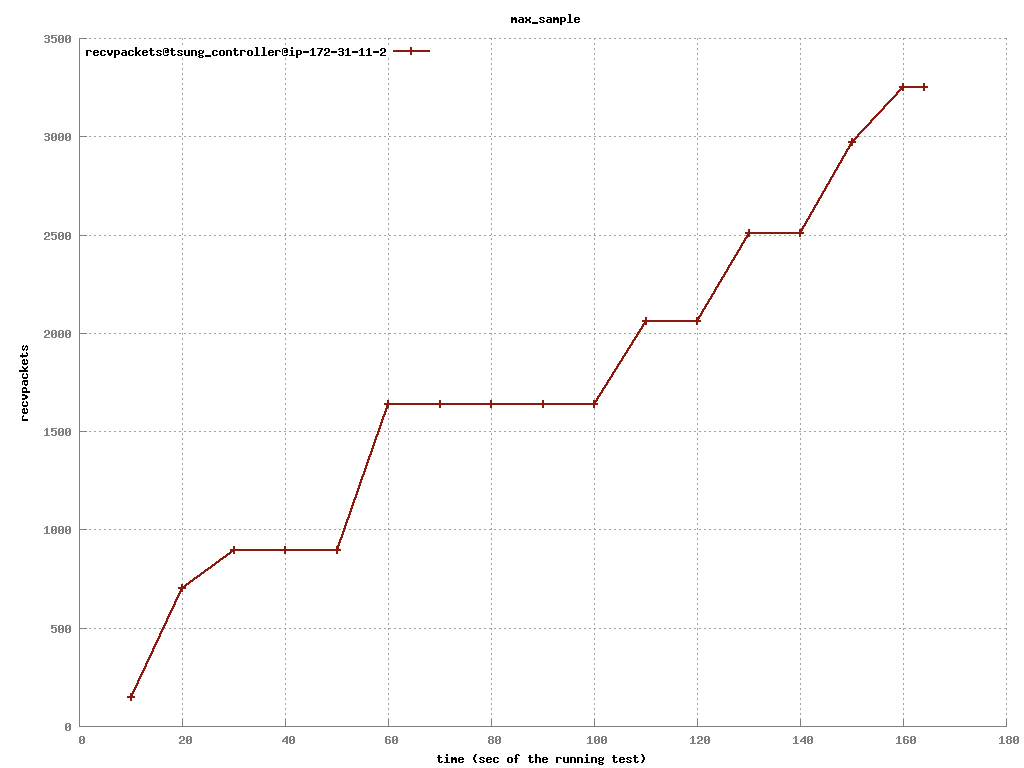 max_sample
recvpackets@tsung_controller@ip-172-31-11-2
3500
3000
2500
2000
1500
1000
500
0
recvpackets
0 20 40 60 80 100 120 140 160 180
time (sec of the running test)